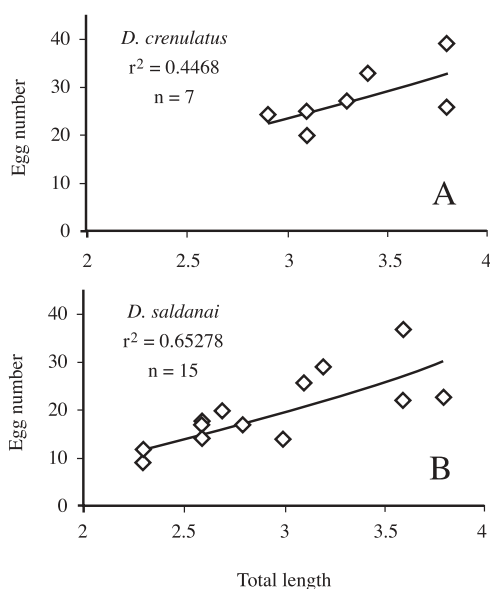 D. crenulatus
r² = 0.4468
n = 7
Egg number
40
30
20
10
0
A
2
2.5
3
3.5
4
D. saldanai
r² = 0.65278
n = 15
Egg number
40
30
20
10
0
B
2
2.5
3
3.5
4
Total length